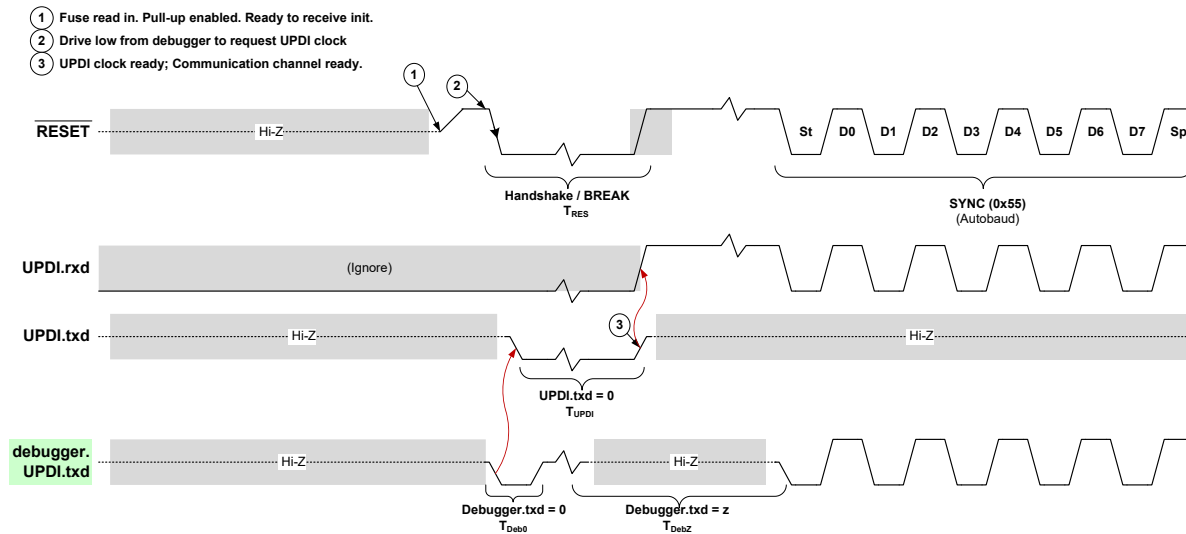 1 Fuse read in. Pull-up enabled. Ready to receive init.
2 Drive low from debugger to request UPDI clock
3 UPDI clock ready; Communication channel ready.
1
2
RESET
Hi-Z
St D0 D1 D2 D3 D4 D5 D6 D7 Sp
Handshake / BREAK
TRES
SYNC (0x55)
(Autobaud)
UPDI.rxd
(Ignore)
UPDI.txd
Hi-Z
3
Hi-Z
UPDI.txd = 0
TUPDI
debugger.
UPDI.txd
Hi-Z
Hi-Z
Debugger.txd = 0
TDeb0
Debugger.txd = z
TDebZ